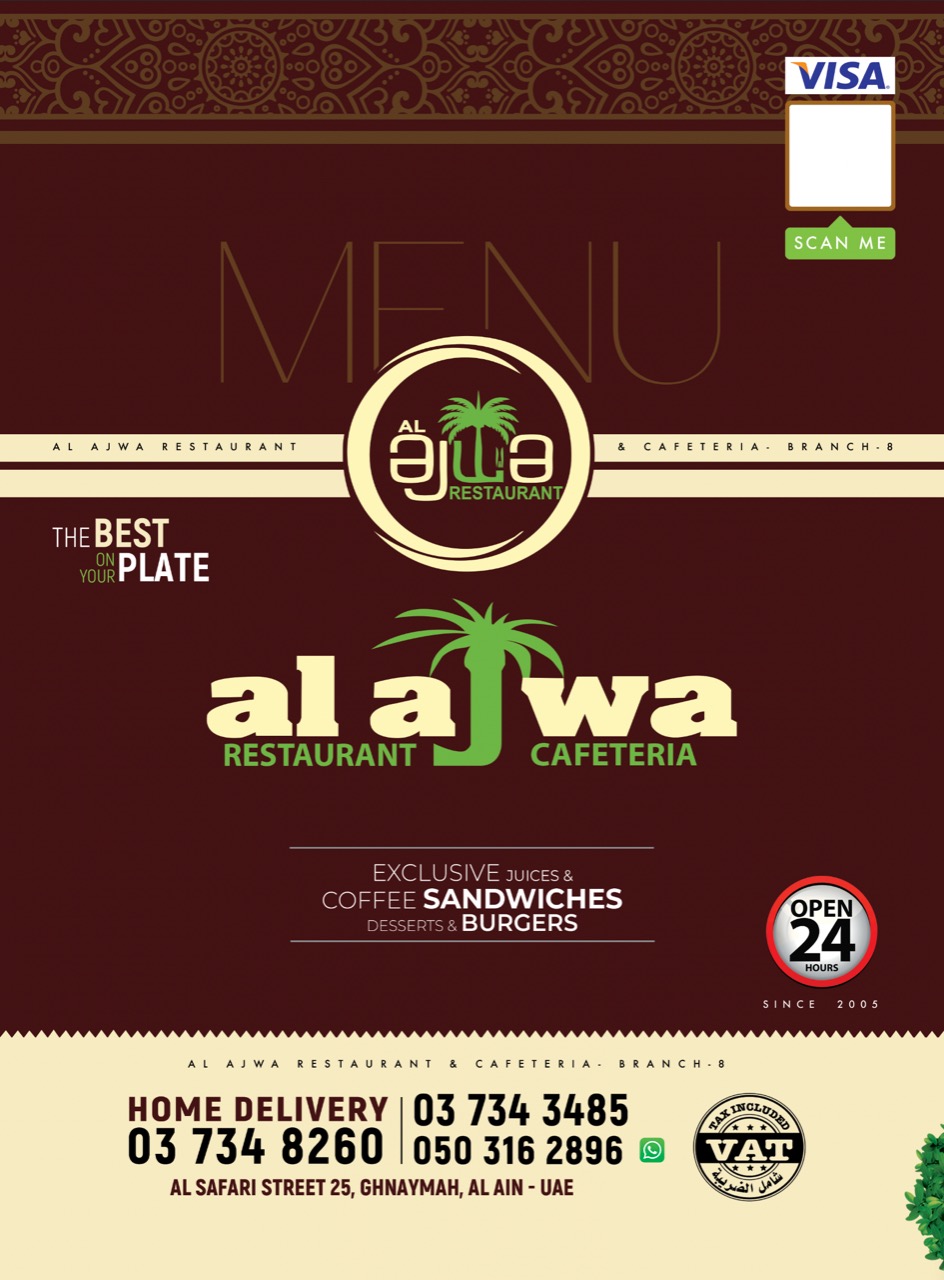 VISA
SCAN ME
MENU
AL
ajwa
RESTAURANT
AL AJWA RESTAURANT & CAFETERIA- BRANCH-8
THE BEST
ON YOUR PLATE
al ajwa
RESTAURANT CAFETERIA
EXCLUSIVE JUICES &
COFFEE SANDWICHES
DESSERTS & BURGERS
OPEN
24
HOURS
SINCE 2005
AL AJWA RESTAURANT & CAFETERIA- BRANCH-8
HOME DELIVERY
03 734 8260
03 734 3485
050 316 2896
AL SAFARI STREET 25, GHNAYMAH, AL AIN - UAE
TAX INCLUDED
VAT
شامل الضريبة